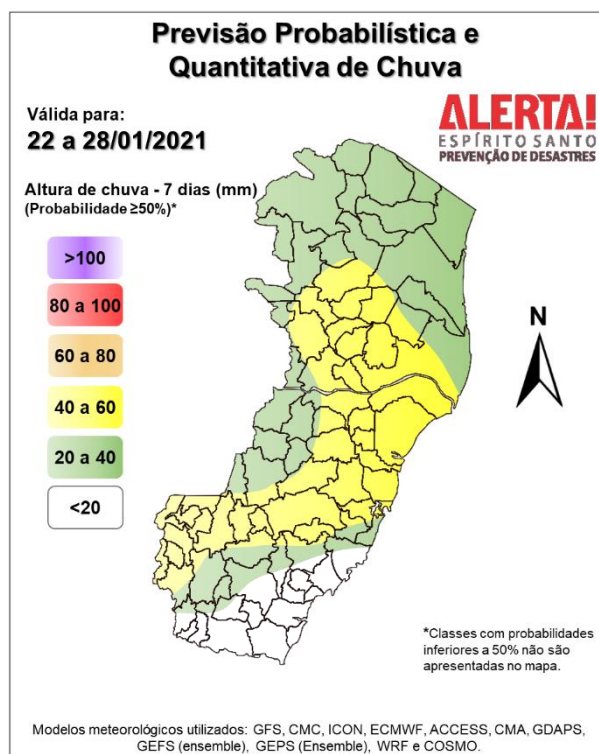 Previsão Probabilística e
Quantitativa de Chuva
Válida para:
22 a 28/01/2021
ALERTA!
ESPÍRITO SANTO
PREVENÇÃO DE DESASTRES
Altura de chuva - 7 dias (mm)
(Probabilidade ≥50%)*
>100
80 a 100
60 a 80
40 a 60
20 a 40
<20
N
*Classes com probabilidades
inferiores a 50% não são
apresentadas no mapa.
Modelos meteorológicos utilizados: GFS, CMC, ICON, ECMWF, ACCESS, CMA, GDAPS,
GEFS (ensemble), GEPS (Ensemble), WRF e COSMO.